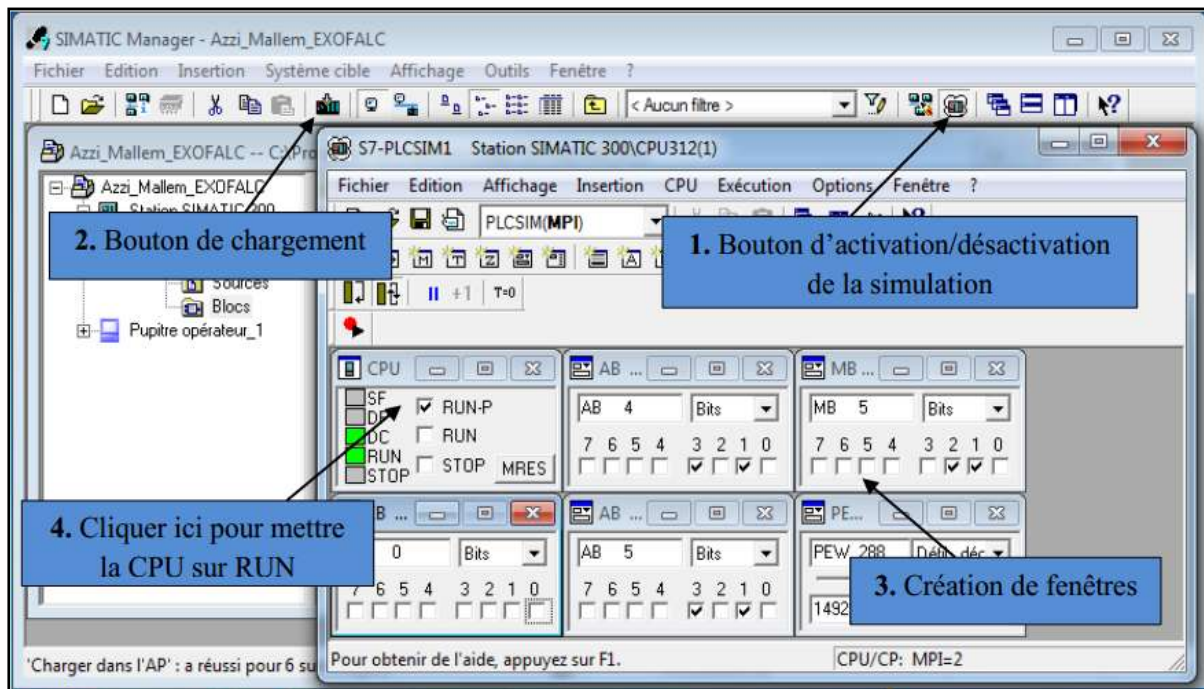 SIMATIC Manager - Azzi_Mallem_EXOFALC
Fichier Edition Insertion Système cible Affichage Outils Fenêtre ?
< Aucun filtre >
Azzi_Mallem_EXOFALC -- C:\Pro
S7-PLCSIM1 Station SIMATIC 300\CPU312(1)
Azzi_Mallem_EXOFALC
Station SIMATIC 300
Fichier Edition Affichage Insertion CPU Exécution Options Fenêtre ?
PLCSIM(MPI)
2. Bouton de chargement
1. Bouton d'activation/désactivation
de la simulation
Sources
Blocs
Pupitre opérateur_1
+1 T=0
CPU
AB ...
MB ...
SF
DP
DC
RUN
STOP
RUN-P
RUN
STOP
MRES
AB 4 Bits
7 6 5 4 3 2 1 0
MB 5 Bits
7 6 5 4 3 2 1 0
4. Cliquer ici pour mettre
la CPU sur RUN
B ...
0 Bits
7 6 5 4 3 2 1 0
AB ...
AB 5 Bits
7 6 5 4 3 2 1 0
PE...
PEW 288
3. Création de fenêtres
1492
'Charger dans l'AP' : a réussi pour 6 su
Pour obtenir de l'aide, appuyez sur F1.
CPU/CP: MPI=2